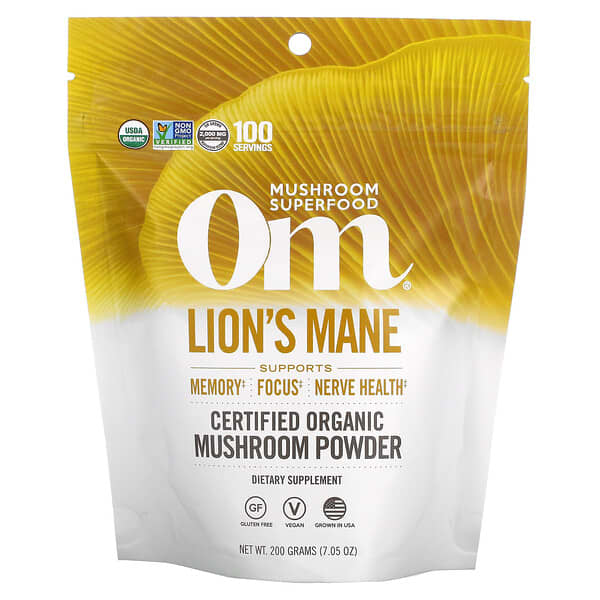 USDA
ORGANIC
NON
GMO
Project
VERIFIED
2,000 MG
100
SERVINGS
MUSHROOM
SUPERFOOD
Om®
LION'S MANE
SUPPORTS
MEMORY‡ FOCUS‡ NERVE HEALTH‡
CERTIFIED ORGANIC
MUSHROOM POWDER
DIETARY SUPPLEMENT
GF V
GLUTEN FREE VEGAN GROWN IN USA
NET WT. 200 GRAMS (7.05 OZ)